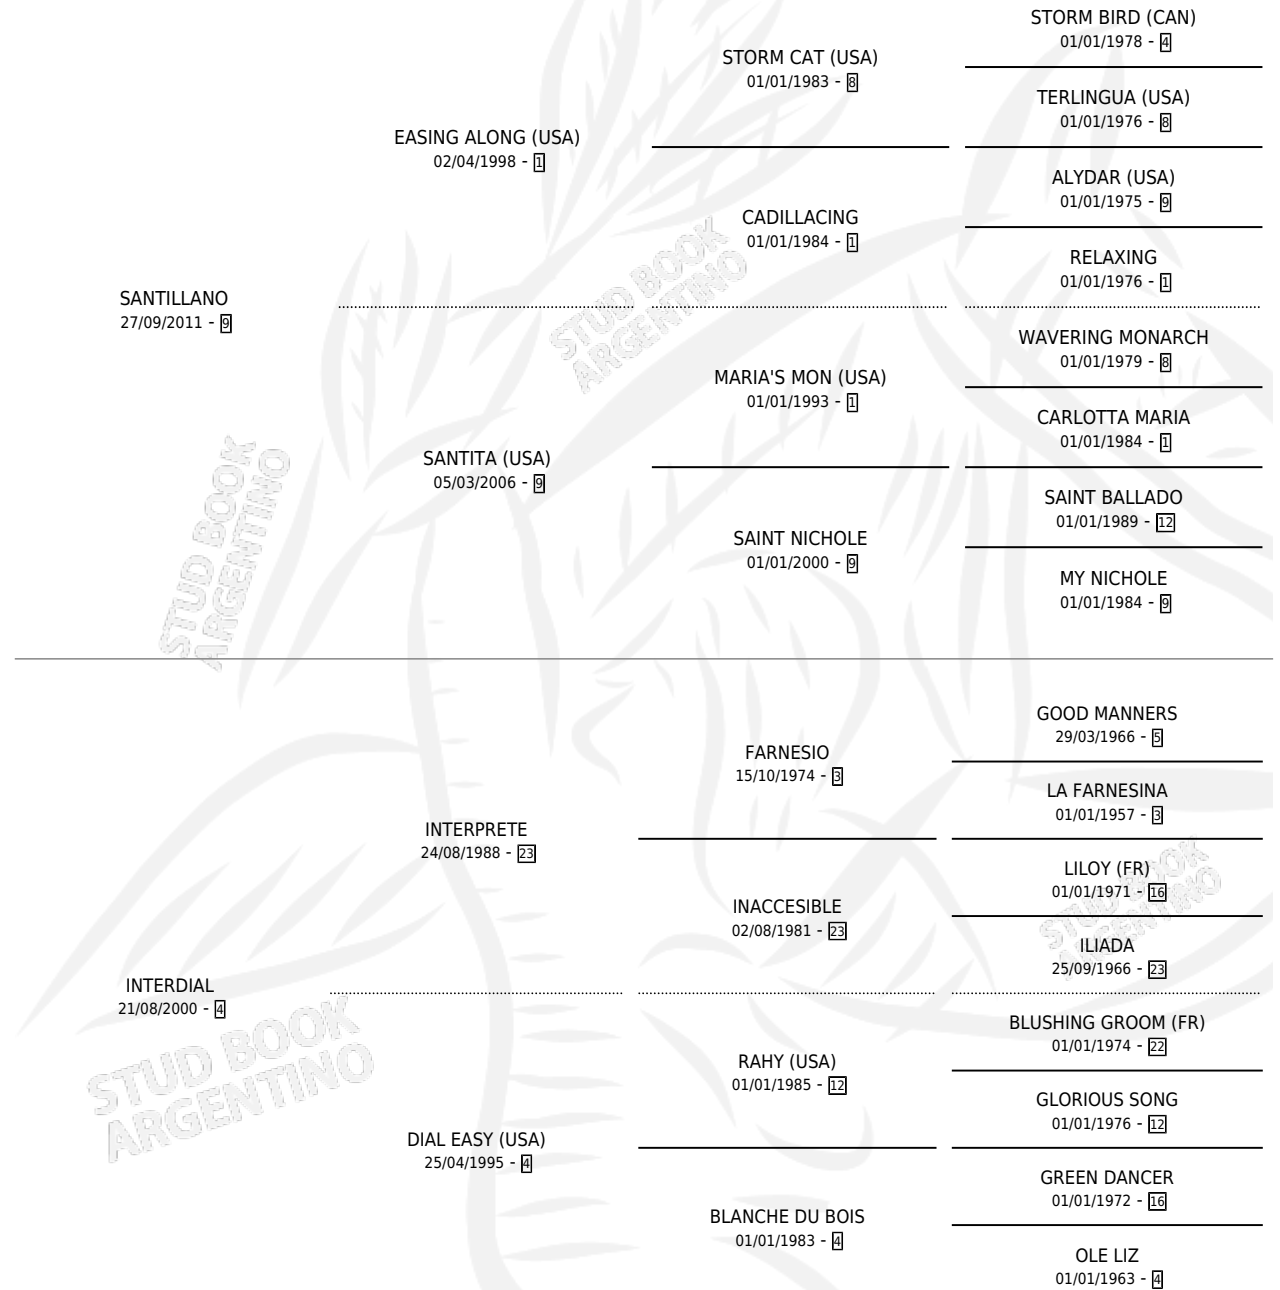 STORM BIRD (CAN)
01/01/1978 - 4
STORM CAT (USA)
01/01/1983 - 8
TERLINGUA (USA)
01/01/1976 - 8
EASING ALONG (USA)
02/04/1998 - 1
ALYDAR (USA)
01/01/1975 - 9
CADILLACING
01/01/1984 - 1
RELAXING
01/01/1976 - 1
SANTILLANO
27/09/2011 - 9
WAVERING MONARCH
01/01/1979 - 8
MARIA'S MON (USA)
01/01/1993 - 1
CARLOTTA MARIA
01/01/1984 - 1
SANTITA (USA)
05/03/2006 - 9
SAINT BALLADO
01/01/1989 - 12
SAINT NICHOLE
01/01/2000 - 9
MY NICHOLE
01/01/1984 - 9
STUD BOOK
ARGENTINO
STUD BOOK
ARGENTINO
GOOD MANNERS
29/03/1966 - 5
FARNESIO
15/10/1974 - 3
LA FARNESINA
01/01/1957 - 3
INTERPRETE
24/08/1988 - 23
LILOY (FR)
01/01/1971 - 16
INACCESIBLE
02/08/1981 - 23
ILIADA
25/09/1966 - 23
STUD BOOK
ARGENTINO
INTERDIAL
21/08/2000 - 4
BLUSHING GROOM (FR)
01/01/1974 - 22
RAHY (USA)
01/01/1985 - 12
GLORIOUS SONG
01/01/1976 - 12
STUD BOOK
ARGENTINO
DIAL EASY (USA)
25/04/1995 - 4
GREEN DANCER
01/01/1972 - 16
BLANCHE DU BOIS
01/01/1983 - 4
OLE LIZ
01/01/1963 - 4